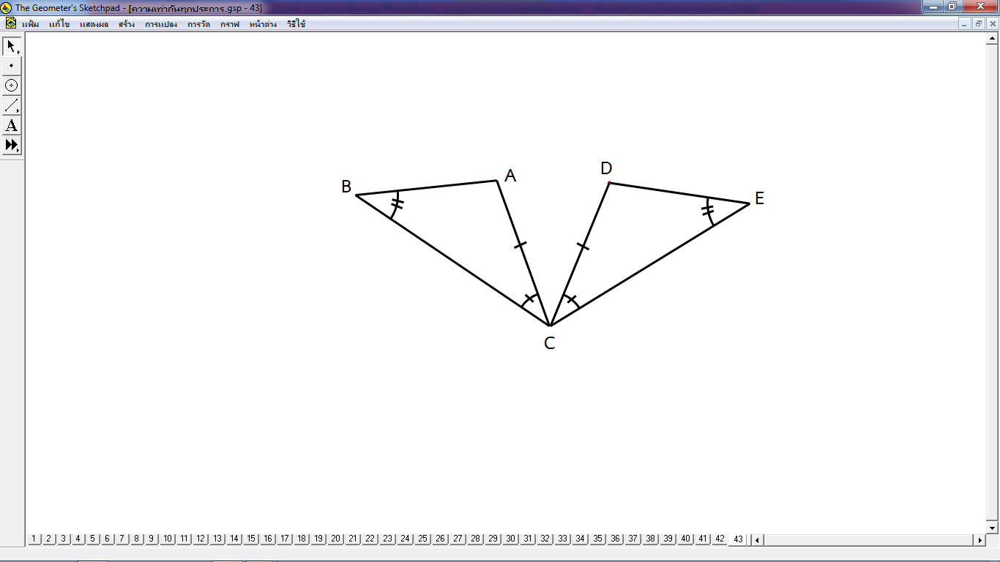 The Geometer's Sketchpad - [ความเท่ากันทุกประการ.gsp - 43]
แฟ้ม แก้ไข แสดงผล สร้าง การแปลง การวัด กราฟ หน้าต่าง วิธีใช้
A
D
B A
E
C
1 2 3 4 5 6 7 8 9 10 11 12 13 14 15 16 17 18 19 20 21 22 23 24 25 26 27 28 29 30 31 32 33 34 35 36 37 38 39 40 41 42 43